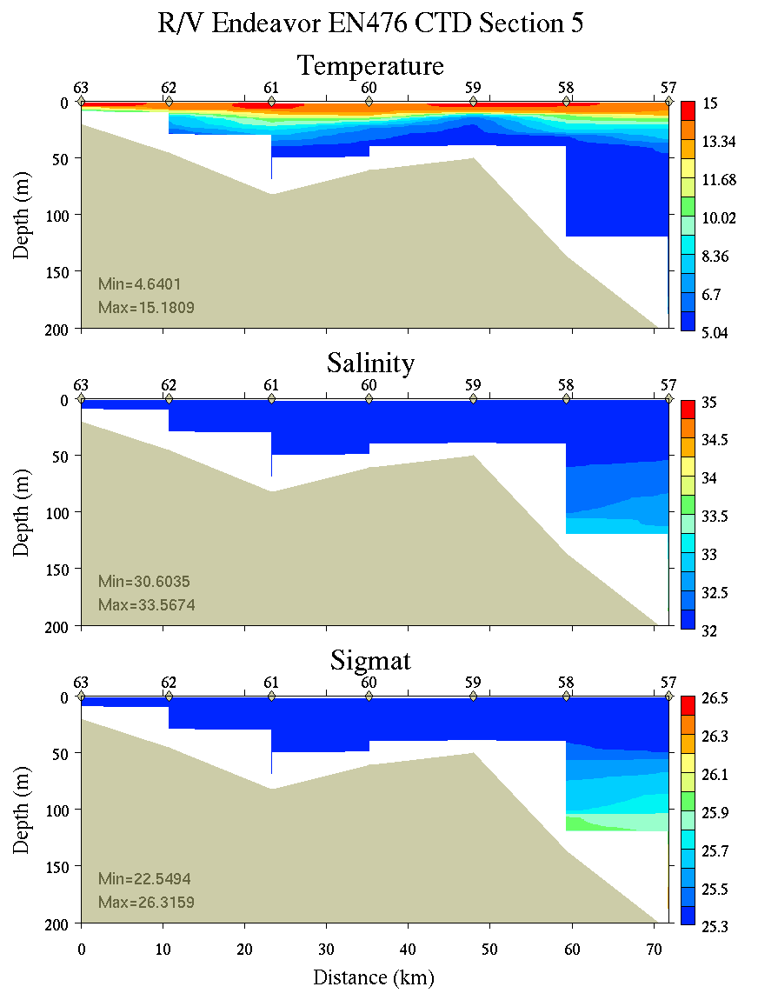 R/V Endeavor EN476 CTD Section 5
Temperature
63 62 61 60 59 58 57
0
50
100
150
200
Depth (m)
Min=4.6401
Max=15.1809
15
13.34
11.68
10.02
8.36
6.7
5.04
Salinity
63 62 61 60 59 58 57
0
50
100
150
200
Depth (m)
Min=30.6035
Max=33.5674
35
34.5
34
33.5
33
32.5
32
Sigmat
63 62 61 60 59 58 57
0
50
100
150
200
Depth (m)
Min=22.5494
Max=26.3159
26.5
26.3
26.1
25.9
25.7
25.5
25.3
0 10 20 30 40 50 60 70
Distance (km)